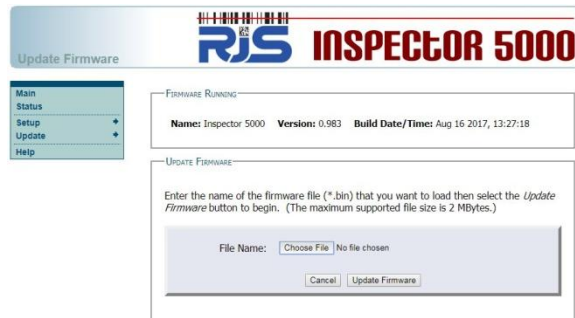 RJS INSPECTOR 5000
Update Firmware
Main
Status
Setup
Update
Help
FIRMWARE RUNNING
Name: Inspector 5000 Version: 0.983 Build Date/Time: Aug 16 2017, 13:27:18
UPDATE FIRMWARE
Enter the name of the firmware file (*.bin) that you want to load then select the Update
Firmware button to begin. (The maximum supported file size is 2 MBytes.)
File Name: Choose File No file chosen
Cancel Update Firmware